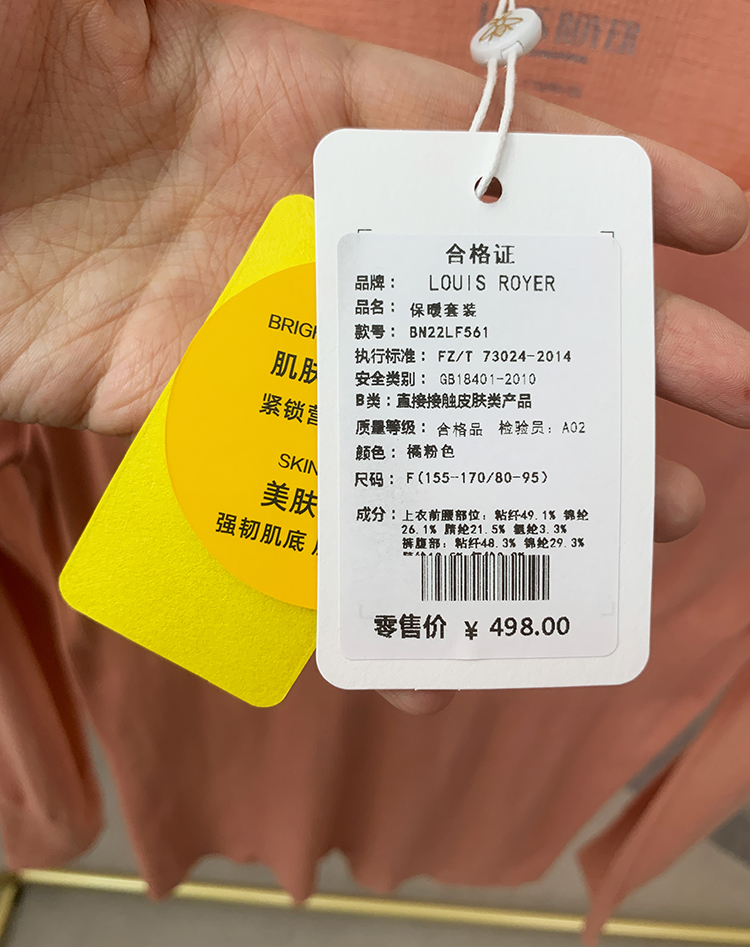 合格证
品牌： LOUIS ROYER
品名： 保暖套装
款号： BN22LF561
执行标准： FZ/T 73024-2014
安全类别： GB18401-2010
B类：直接接触皮肤类产品
质量等级： 合格品 检验员： A02
颜色： 橘粉色
尺码： F(155-170/80-95)
成分：上衣前腰部位：粘纤49.1% 锦纶
26.1% 腈纶21.5% 氨纶3.3%
裤腹部：粘纤48.3% 锦纶29.3%
零售价 ¥ 498.00
肌肤
紧锁营
SKIN
美肤
强韧肌底